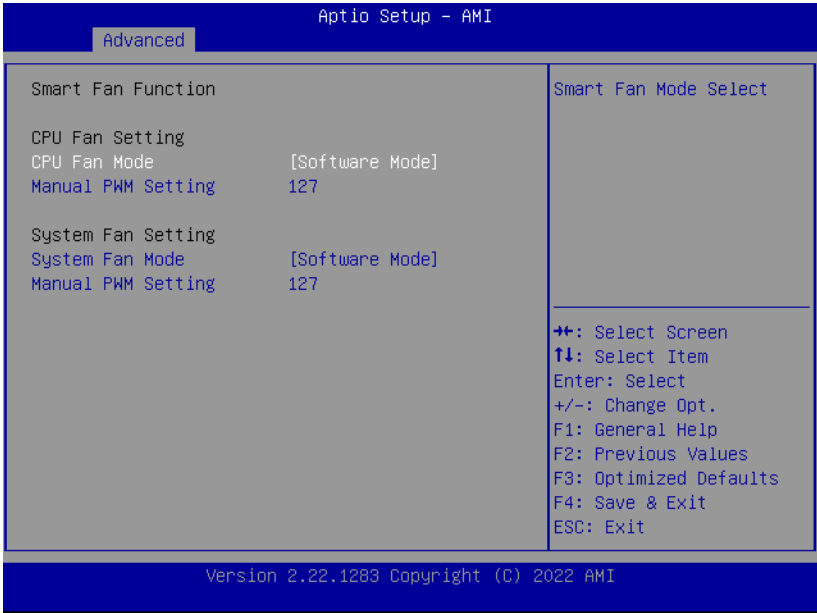 Aptio Setup – AMI
Advanced
Smart Fan Function
CPU Fan Setting
CPU Fan Mode [Software Mode]
Manual PWM Setting 127
System Fan Setting
System Fan Mode [Software Mode]
Manual PWM Setting 127
Smart Fan Mode Select
→←: Select Screen
↑↓: Select Item
Enter: Select
+/-: Change Opt.
F1: General Help
F2: Previous Values
F3: Optimized Defaults
F4: Save & Exit
ESC: Exit
Version 2.22.1283 Copyright (C) 2022 AMI